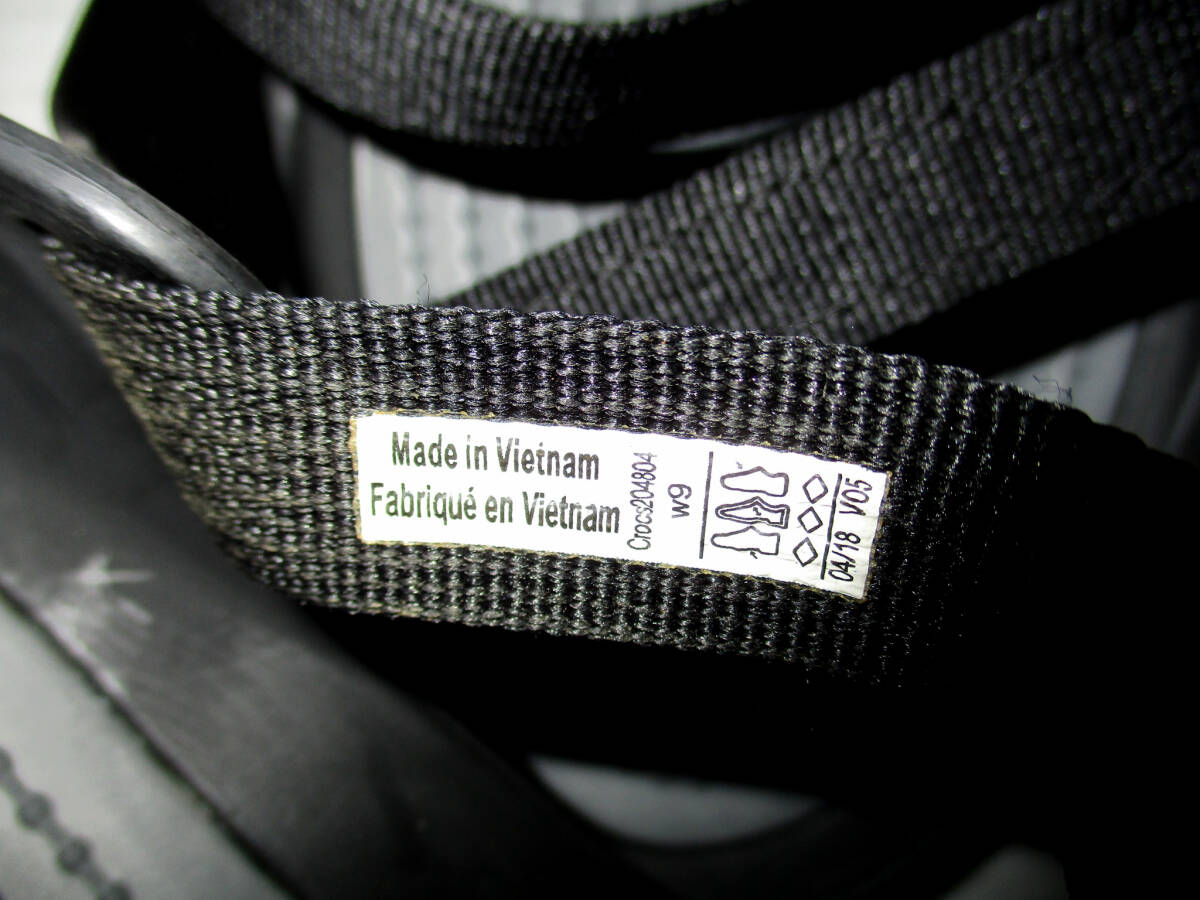 Made in Vietnam
Fabriqué en Vietnam
Crocs204804
w9
04/18 V05